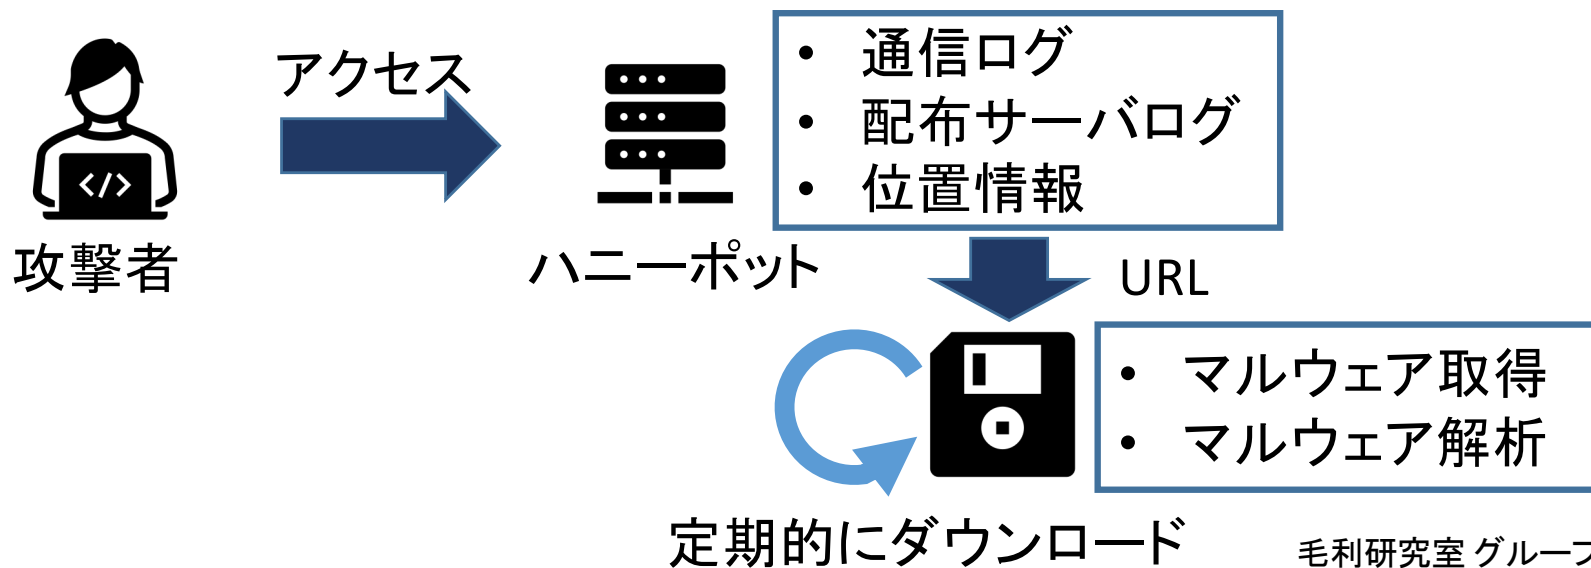 アクセス
攻撃者
ハニーポット
• 通信ログ
• 配布サーバログ
• 位置情報
URL
• マルウェア取得
• マルウェア解析
定期的にダウンロード
毛利研究室 グループ